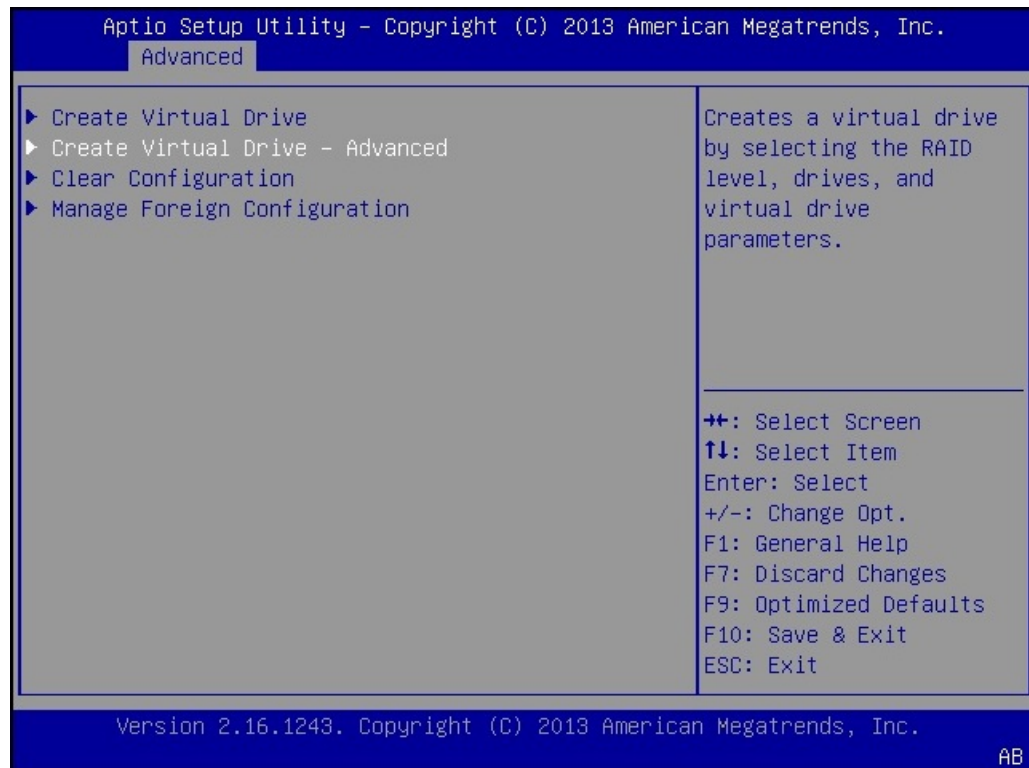 Aptio Setup Utility – Copyright (C) 2013 American Megatrends, Inc.
Advanced
▶ Create Virtual Drive
▶ Create Virtual Drive – Advanced
▶ Clear Configuration
▶ Manage Foreign Configuration
Creates a virtual drive
by selecting the RAID
level, drives, and
virtual drive
parameters.
→←: Select Screen
↑↓: Select Item
Enter: Select
+/-: Change Opt.
F1: General Help
F7: Discard Changes
F9: Optimized Defaults
F10: Save & Exit
ESC: Exit
Version 2.16.1243. Copyright (C) 2013 American Megatrends, Inc.
AB